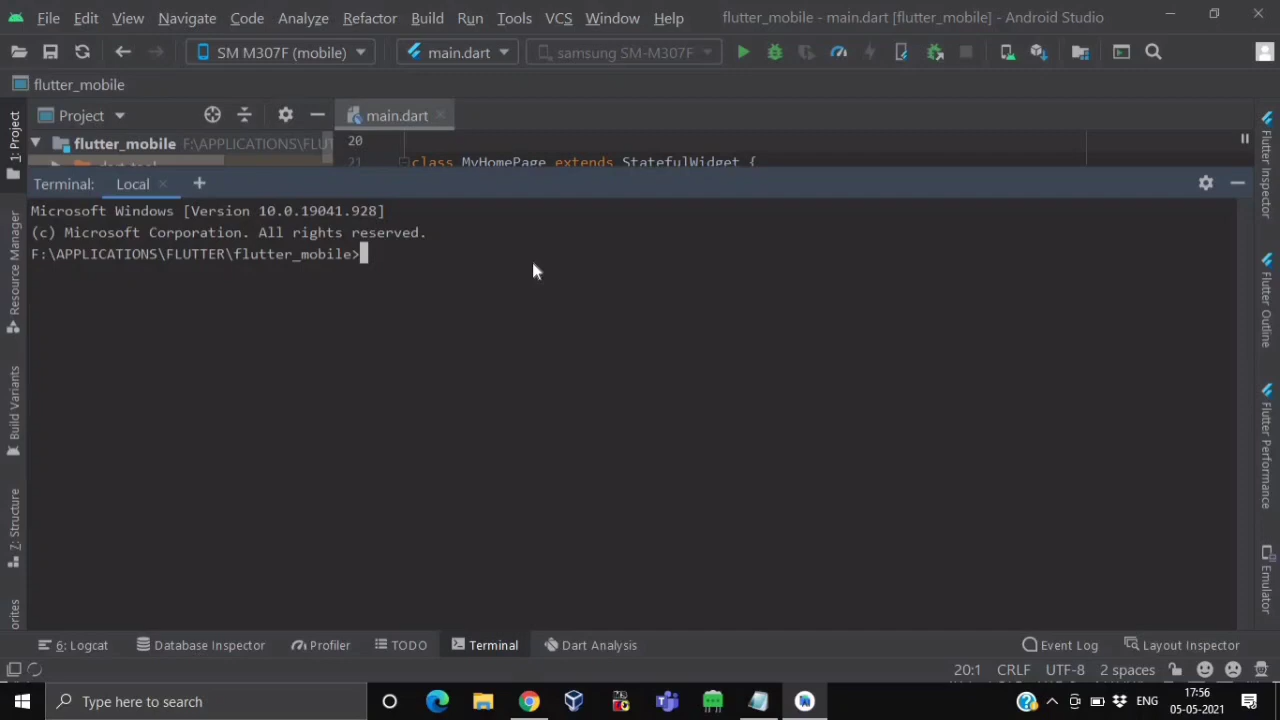 File Edit View Navigate Code Analyze Refactor Build Run Tools VCS Window Help flutter_mobile - main.dart [flutter_mobile] - Android Studio
SM M307F (mobile) main.dart samsung SM-M307F
flutter_mobile
Project main.dart
flutter_mobile F:\APPLICATIONS\FLUT 20
21 class MyHomePage extends StatefulWidget {
Terminal: Local
Microsoft Windows [Version 10.0.19041.928]
(c) Microsoft Corporation. All rights reserved.
F:\APPLICATIONS\FLUTTER\flutter_mobile>
1: Project
Resource Manager
Build Variants
Z: Structure
orites
Flutter Inspector
Flutter Outline
Flutter Performance
Emulator
6: Logcat Database Inspector Profiler TODO Terminal Dart Analysis Event Log Layout Inspector
20:1 CRLF UTF-8 2 spaces
Type here to search ENG 17:56
05-05-2021